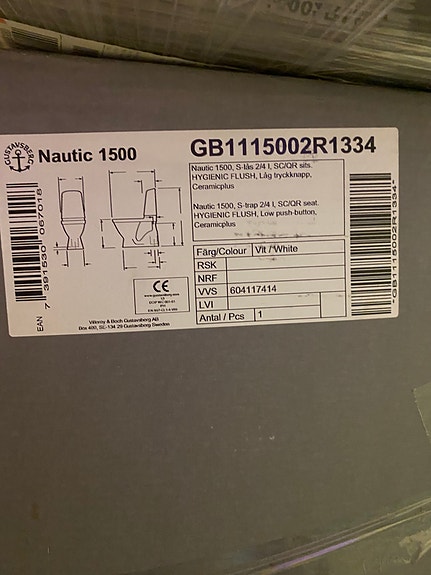 GUSTAVSBERG
Nautic 1500
GB1115002R1334
Nautic 1500, S-lås 2/4 l, SC/QR sits.
HYGIENIC FLUSH, Låg tryckknapp,
Ceramicplus
Nautic 1500, S-trap 2/4 l, SC/QR seat.
HYGIENIC FLUSH, Low push-button,
Ceramicplus
Färg/Colour Vit /White
RSK
NRF
VVS 604117414
LVI
Antal / Pcs 1
CE
Villeroy & Boch Gustavsberg AB
Box 400, SE-134 29 Gustavsberg Sweden
EAN 7 391530 067018
*GB1115002R1334*